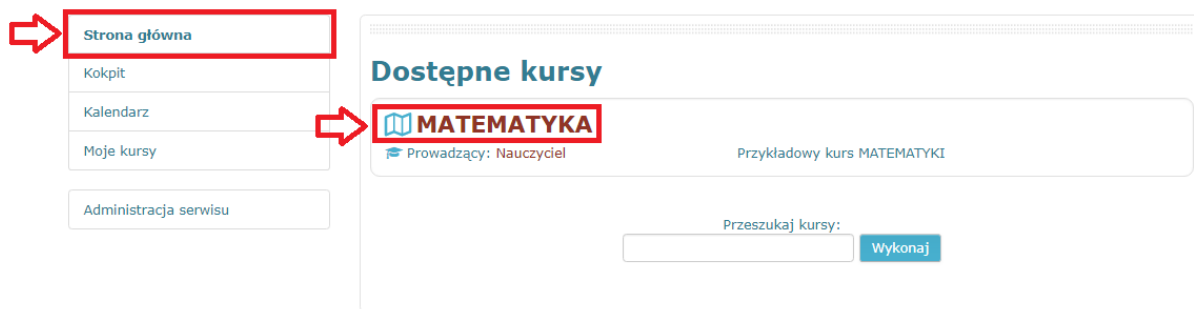 Strona główna
Kokpit
Kalendarz
Moje kursy
Administracja serwisu
Dostępne kursy
MATEMATYKA
Prowadzący: Nauczyciel
Przykładowy kurs MATEMATYKI
Przeszukaj kursy:
Wykonaj